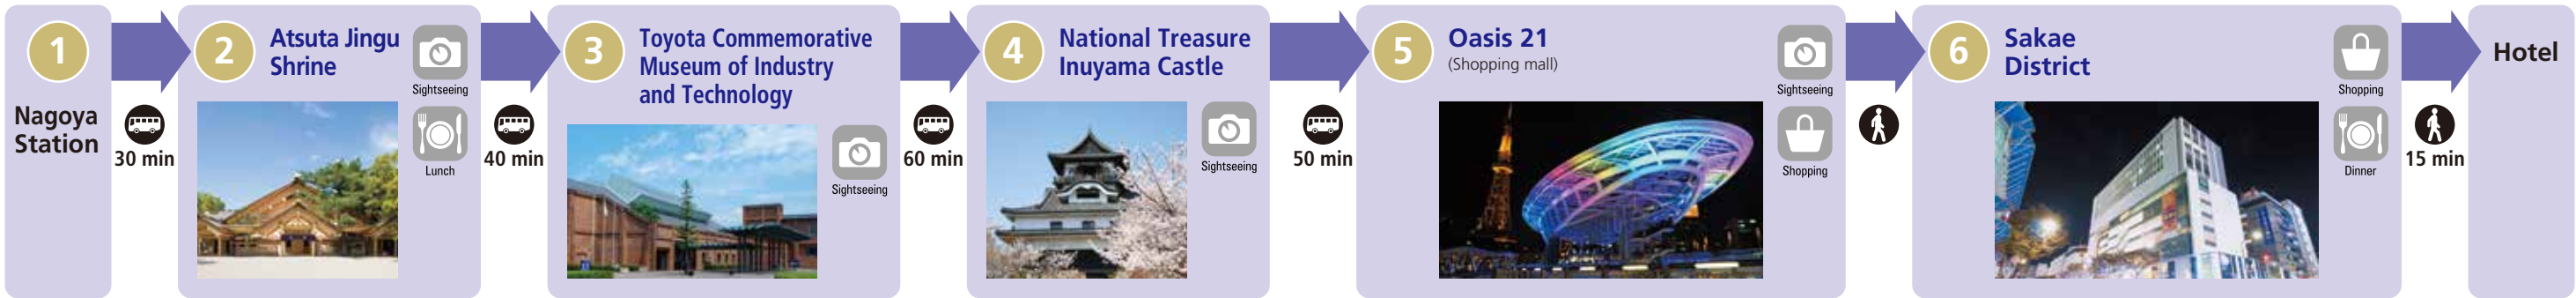 1
Nagoya
Station
30 min
2
Atsuta Jingu
Shrine
Sightseeing
Lunch
40 min
3
Toyota Commemorative
Museum of Industry
and Technology
Sightseeing
60 min
4
National Treasure
Inuyama Castle
Sightseeing
50 min
5
Oasis 21
(Shopping mall)
Sightseeing
Shopping
6
Sakae
District
Shopping
Dinner
15 min
Hotel